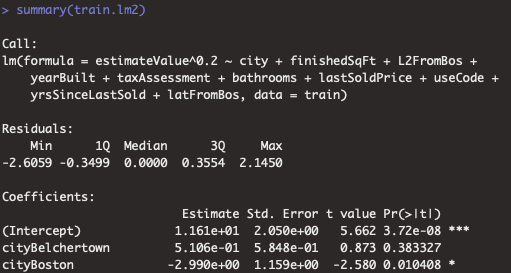 > summary(train.lm2)
Call:
lm(formula = estimateValue^0.2 ~ city + finishedSqFt + L2FromBos +
yearBuilt + taxAssessment + bathrooms + lastSoldPrice + useCode +
yrsSinceLastSold + latFromBos, data = train)
Residuals:
Min 1Q Median 3Q Max
-2.6059 -0.3499 0.0000 0.3554 2.1450
Coefficients:
Estimate Std. Error t value Pr(>|t|)
(Intercept) 1.161e+01 2.050e+00 5.662 3.72e-08 ***
cityBelchertown 5.106e-01 5.848e-01 0.873 0.383327
cityBoston -2.990e+00 1.159e+00 -2.580 0.010408 *